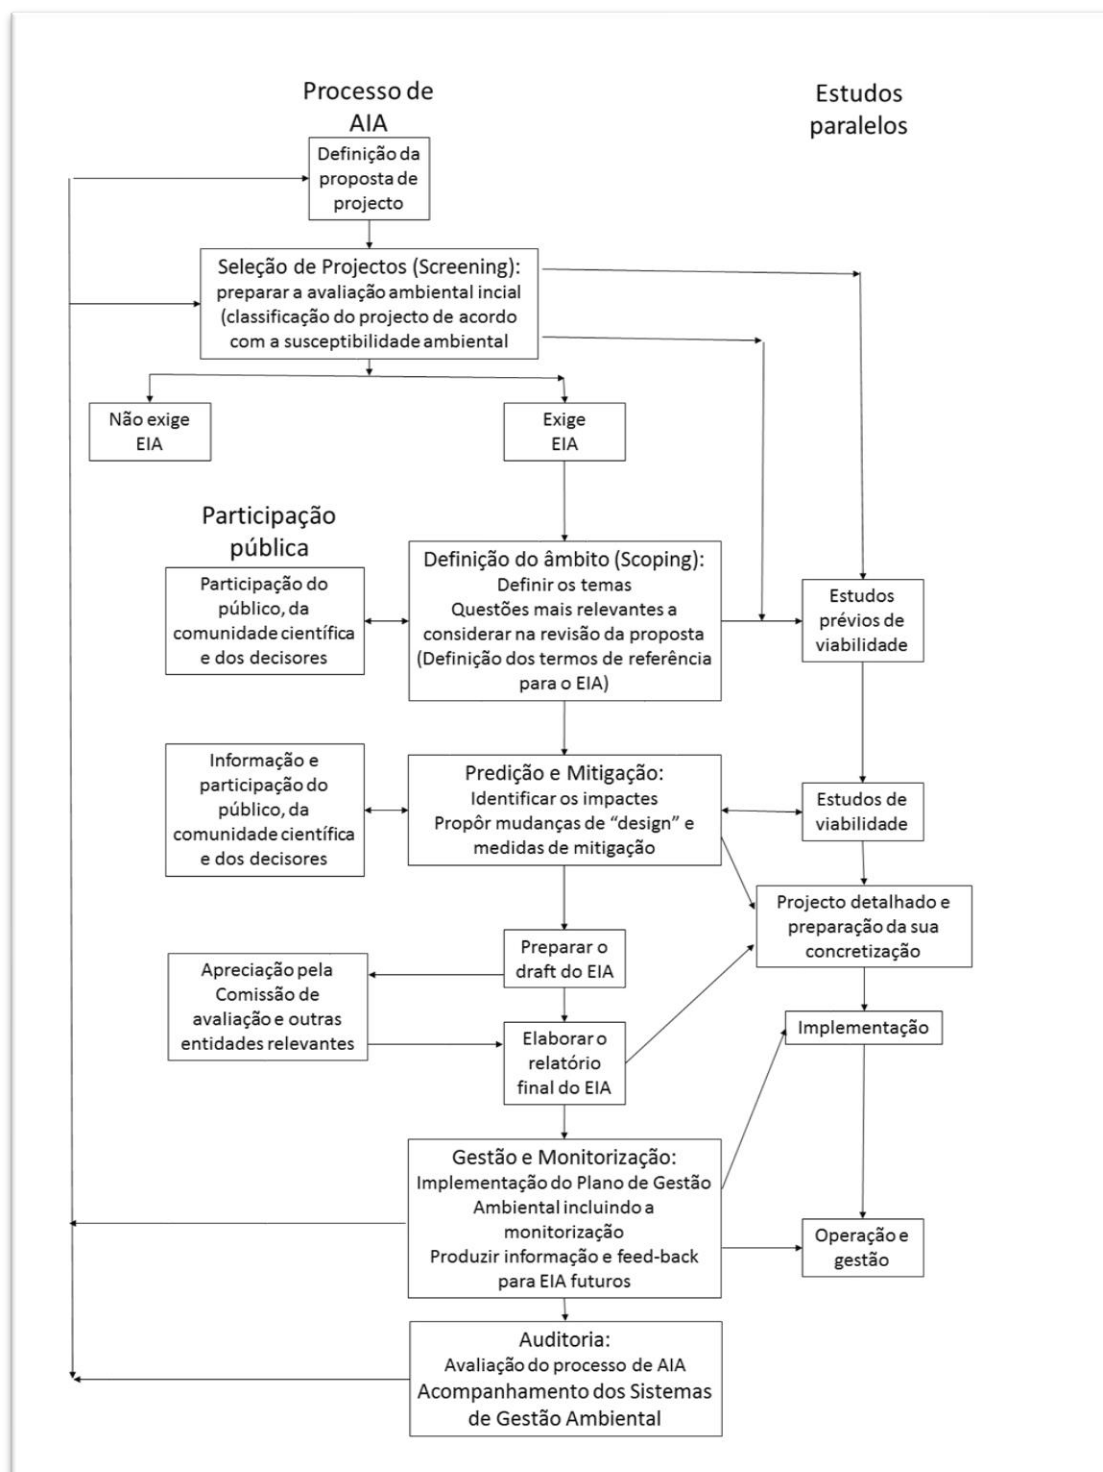 Processo de
AIA
Estudos
paralelos
Definição da
proposta de
projecto
Seleção de Projectos (Screening):
preparar a avaliação ambiental incial
(classificação do projecto de acordo
com a susceptibilidade ambiental
Não exige
EIA
Exige
EIA
Participação
pública
Participação do
público, da
comunidade científica
e dos decisores
Definição do âmbito (Scoping):
Definir os temas
Questões mais relevantes a
considerar na revisão da proposta
(Definição dos termos de referência
para o EIA)
Estudos
prévios de
viabilidade
Informação e
participação do
público, da
comunidade científica
e dos decisores
Predição e Mitigação:
Identificar os impactes
Propôr mudanças de “design” e
medidas de mitigação
Estudos de
viabilidade
Projecto detalhado e
preparação da sua
concretização
Preparar o
draft do EIA
Apreciação pela
Comissão de
avaliação e outras
entidades relevantes
Elaborar o
relatório
final do EIA
Implementação
Gestão e Monitorização:
Implementação do Plano de Gestão
Ambiental incluindo a
monitorização
Produzir informação e feed-back
para EIA futuros
Operação e
gestão
Auditoria:
Avaliação do processo de AIA
Acompanhamento dos Sistemas
de Gestão Ambiental